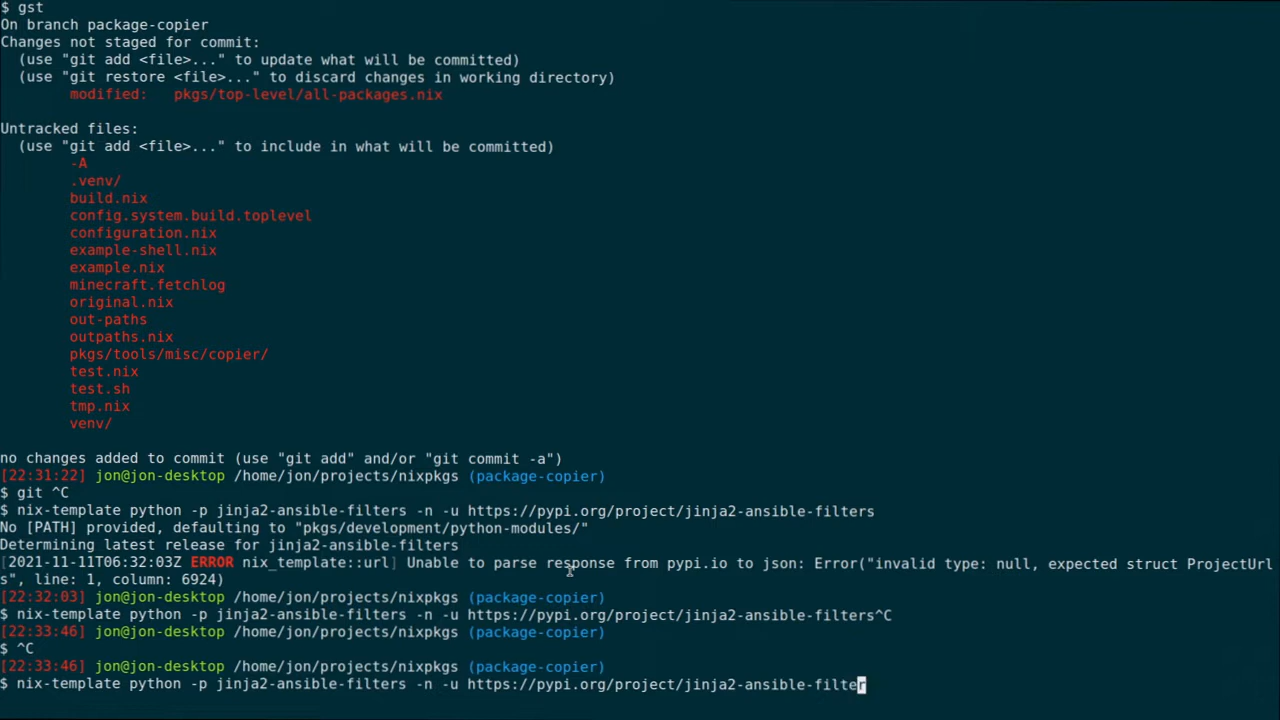 $ gst
On branch package-copier
Changes not staged for commit:
  (use "git add <file>..." to update what will be committed)
  (use "git restore <file>..." to discard changes in working directory)
        modified:   pkgs/top-level/all-packages.nix

Untracked files:
  (use "git add <file>..." to include in what will be committed)
        -A
        .venv/
        build.nix
        config.system.build.toplevel
        configuration.nix
        example-shell.nix
        example.nix
        minecraft.fetchlog
        original.nix
        out-paths
        outpaths.nix
        pkgs/tools/misc/copier/
        test.nix
        test.sh
        tmp.nix
        venv/

no changes added to commit (use "git add" and/or "git commit -a")
[22:31:22] jon@jon-desktop /home/jon/projects/nixpkgs (package-copier)
$ git ^C
$ nix-template python -p jinja2-ansible-filters -n -u https://pypi.org/project/jinja2-ansible-filters
No [PATH] provided, defaulting to "pkgs/development/python-modules/"
Determining latest release for jinja2-ansible-filters
[2021-11-11T06:32:03Z ERROR nix_template::url] Unable to parse response from pypi.io to json: Error("invalid type: null, expected struct ProjectUrl
s", line: 1, column: 6924)
[22:32:03] jon@jon-desktop /home/jon/projects/nixpkgs (package-copier)
$ nix-template python -p jinja2-ansible-filters -n -u https://pypi.org/project/jinja2-ansible-filters^C
[22:33:46] jon@jon-desktop /home/jon/projects/nixpkgs (package-copier)
$ ^C
[22:33:46] jon@jon-desktop /home/jon/projects/nixpkgs (package-copier)
$ nix-template python -p jinja2-ansible-filters -n -u https://pypi.org/project/jinja2-ansible-filter